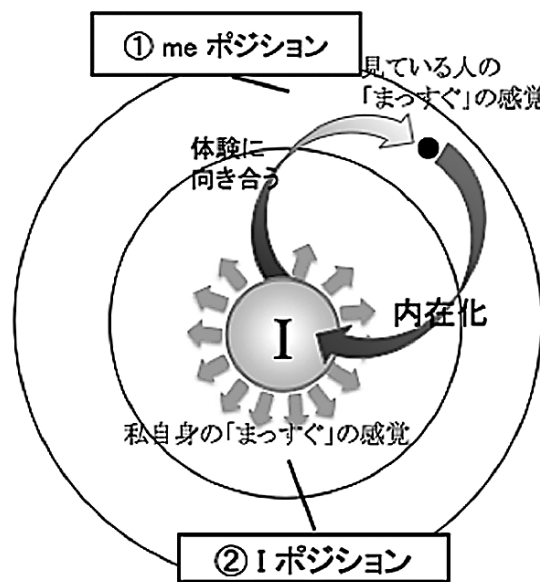 ① me ポジション
見ている人の
「まっすぐ」の感覚
体験に
向き合う
I
内在化
私自身の「まっすぐ」の感覚
② I ポジション